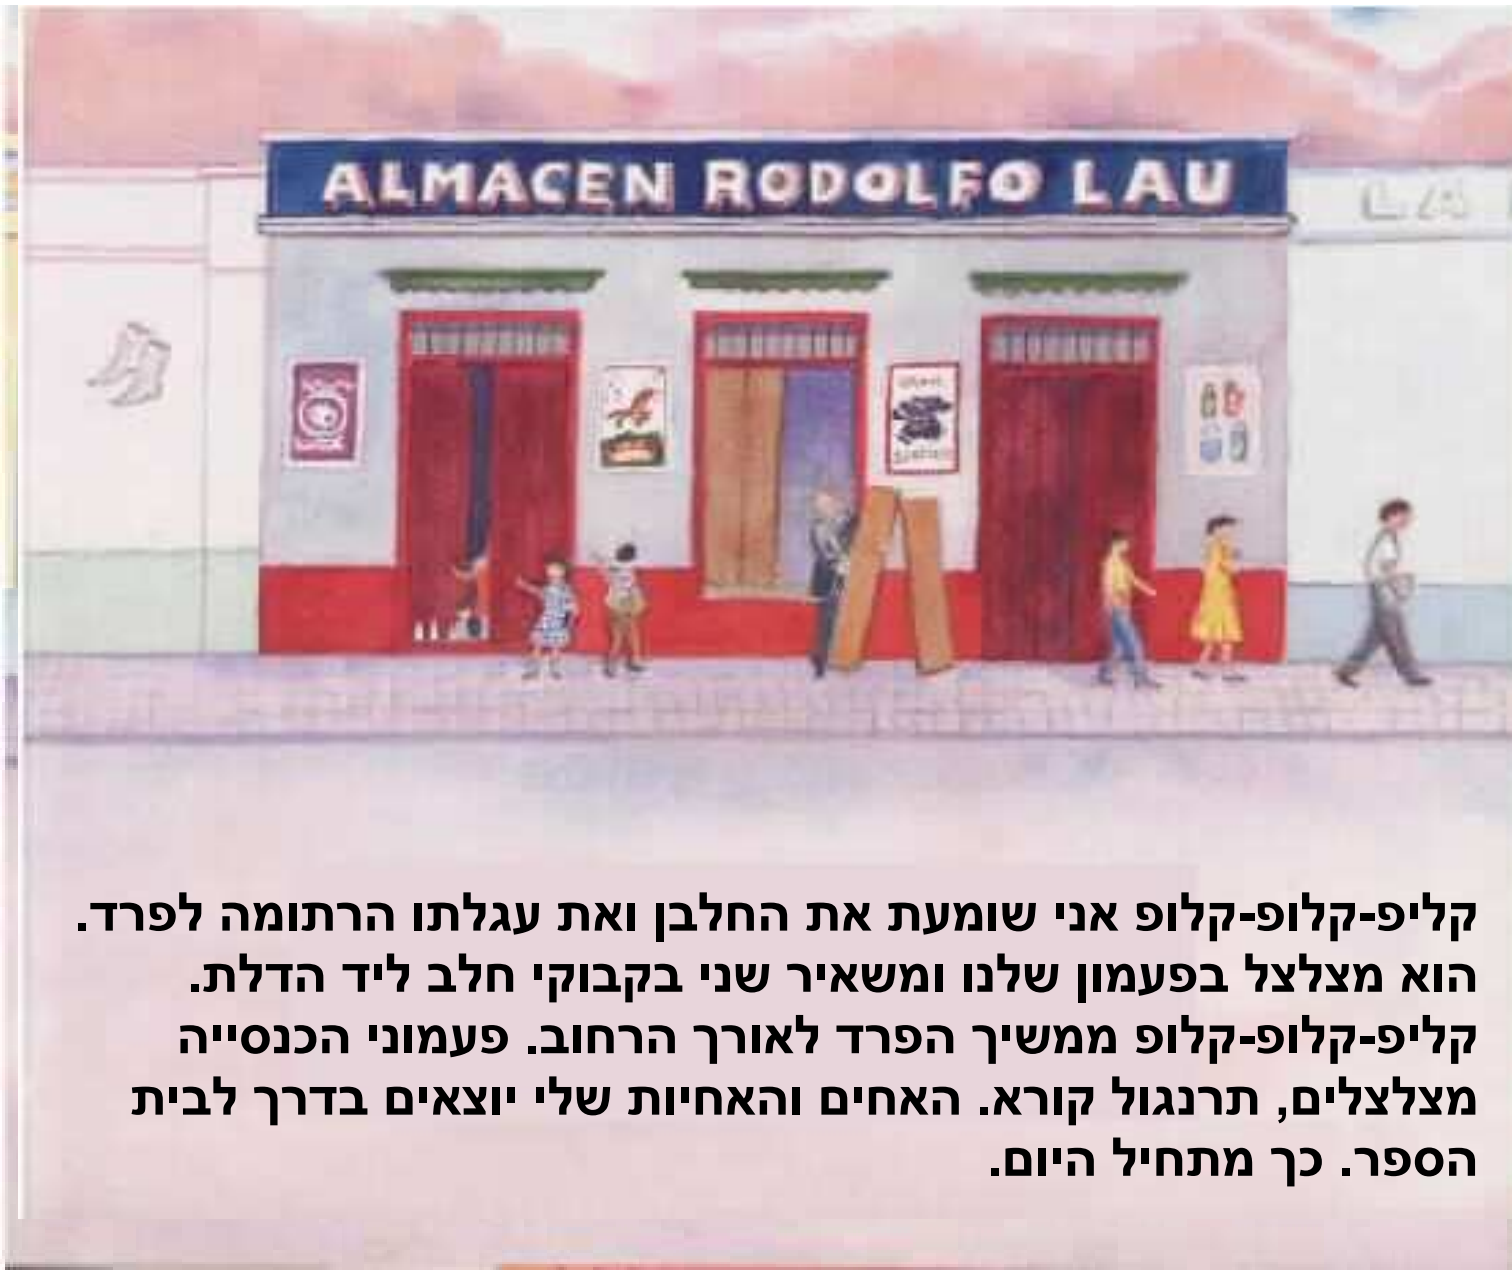 ALMACEN RODOLFO LAU
קליפ-קלופ-קלופ אני שומעת את החלבן ואת עגלתו הרתומה לפרד.
הוא מצלצל בפעמון שלנו ומשאיר שני בקבוקי חלב ליד הדלת.
קליפ-קלופ-קלופ ממשיך הפרד לאורך הרחוב. פעמוני הכנסייה
מצלצלים, תרנגול קורא. האחים והאחיות שלי יוצאים בדרך לבית
הספר. כך מתחיל היום.